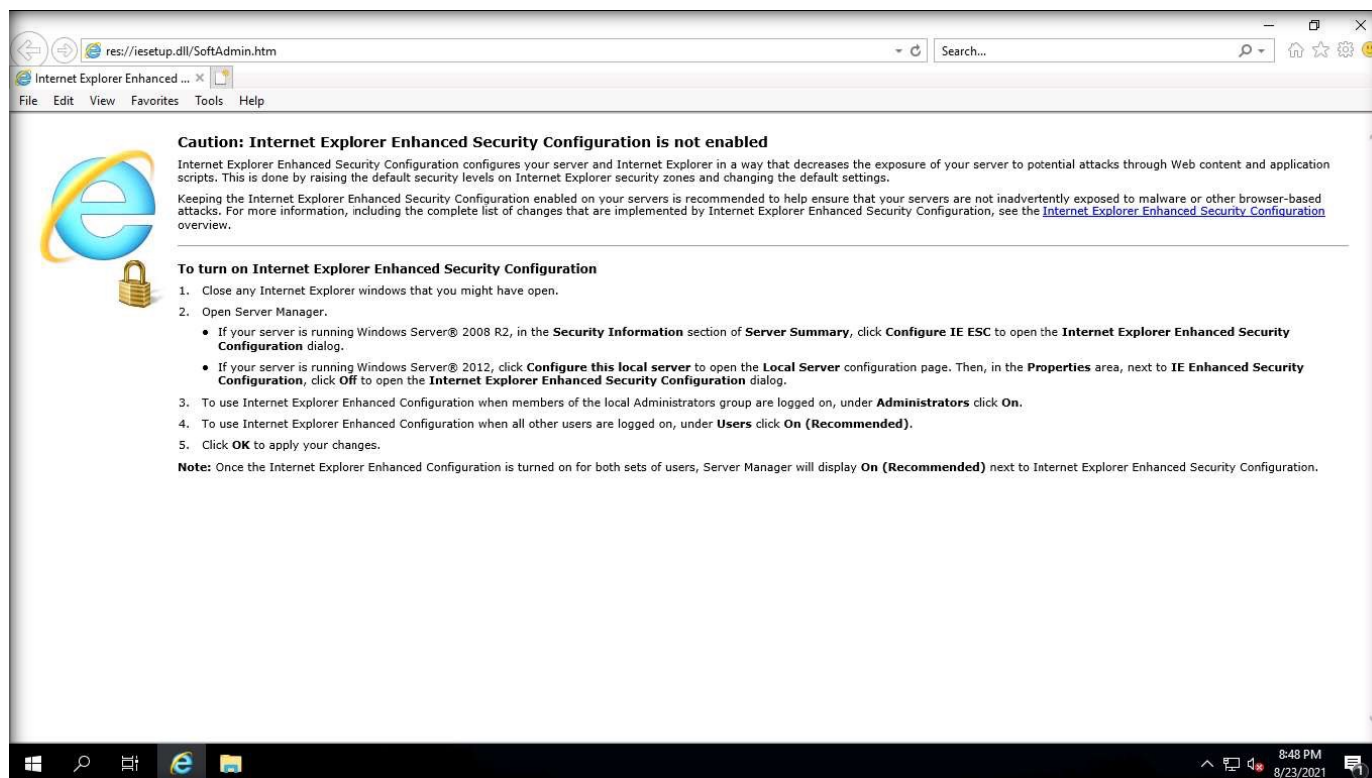 res://iesetup.dll/SoftAdmin.htm
Search...
Internet Explorer Enhanced ...
File Edit View Favorites Tools Help
Caution: Internet Explorer Enhanced Security Configuration is not enabled
Internet Explorer Enhanced Security Configuration configures your server and Internet Explorer in a way that decreases the exposure of your server to potential attacks through Web content and application
scripts. This is done by raising the default security levels on Internet Explorer security zones and changing the default settings.
Keeping the Internet Explorer Enhanced Security Configuration enabled on your servers is recommended to help ensure that your servers are not inadvertently exposed to malware or other browser-based
attacks. For more information, including the complete list of changes that are implemented by Internet Explorer Enhanced Security Configuration, see the Internet Explorer Enhanced Security Configuration
overview.
To turn on Internet Explorer Enhanced Security Configuration
1. Close any Internet Explorer windows that you might have open.
2. Open Server Manager.
• If your server is running Windows Server® 2008 R2, in the Security Information section of Server Summary, click Configure IE ESC to open the Internet Explorer Enhanced Security
Configuration dialog.
• If your server is running Windows Server® 2012, click Configure this local server to open the Local Server configuration page. Then, in the Properties area, next to IE Enhanced Security
Configuration, click Off to open the Internet Explorer Enhanced Security Configuration dialog.
3. To use Internet Explorer Enhanced Configuration when members of the local Administrators group are logged on, under Administrators click On.
4. To use Internet Explorer Enhanced Configuration when all other users are logged on, under Users click On (Recommended).
5. Click OK to apply your changes.
Note: Once the Internet Explorer Enhanced Configuration is turned on for both sets of users, Server Manager will display On (Recommended) next to Internet Explorer Enhanced Security Configuration.
8:48 PM
8/23/2021